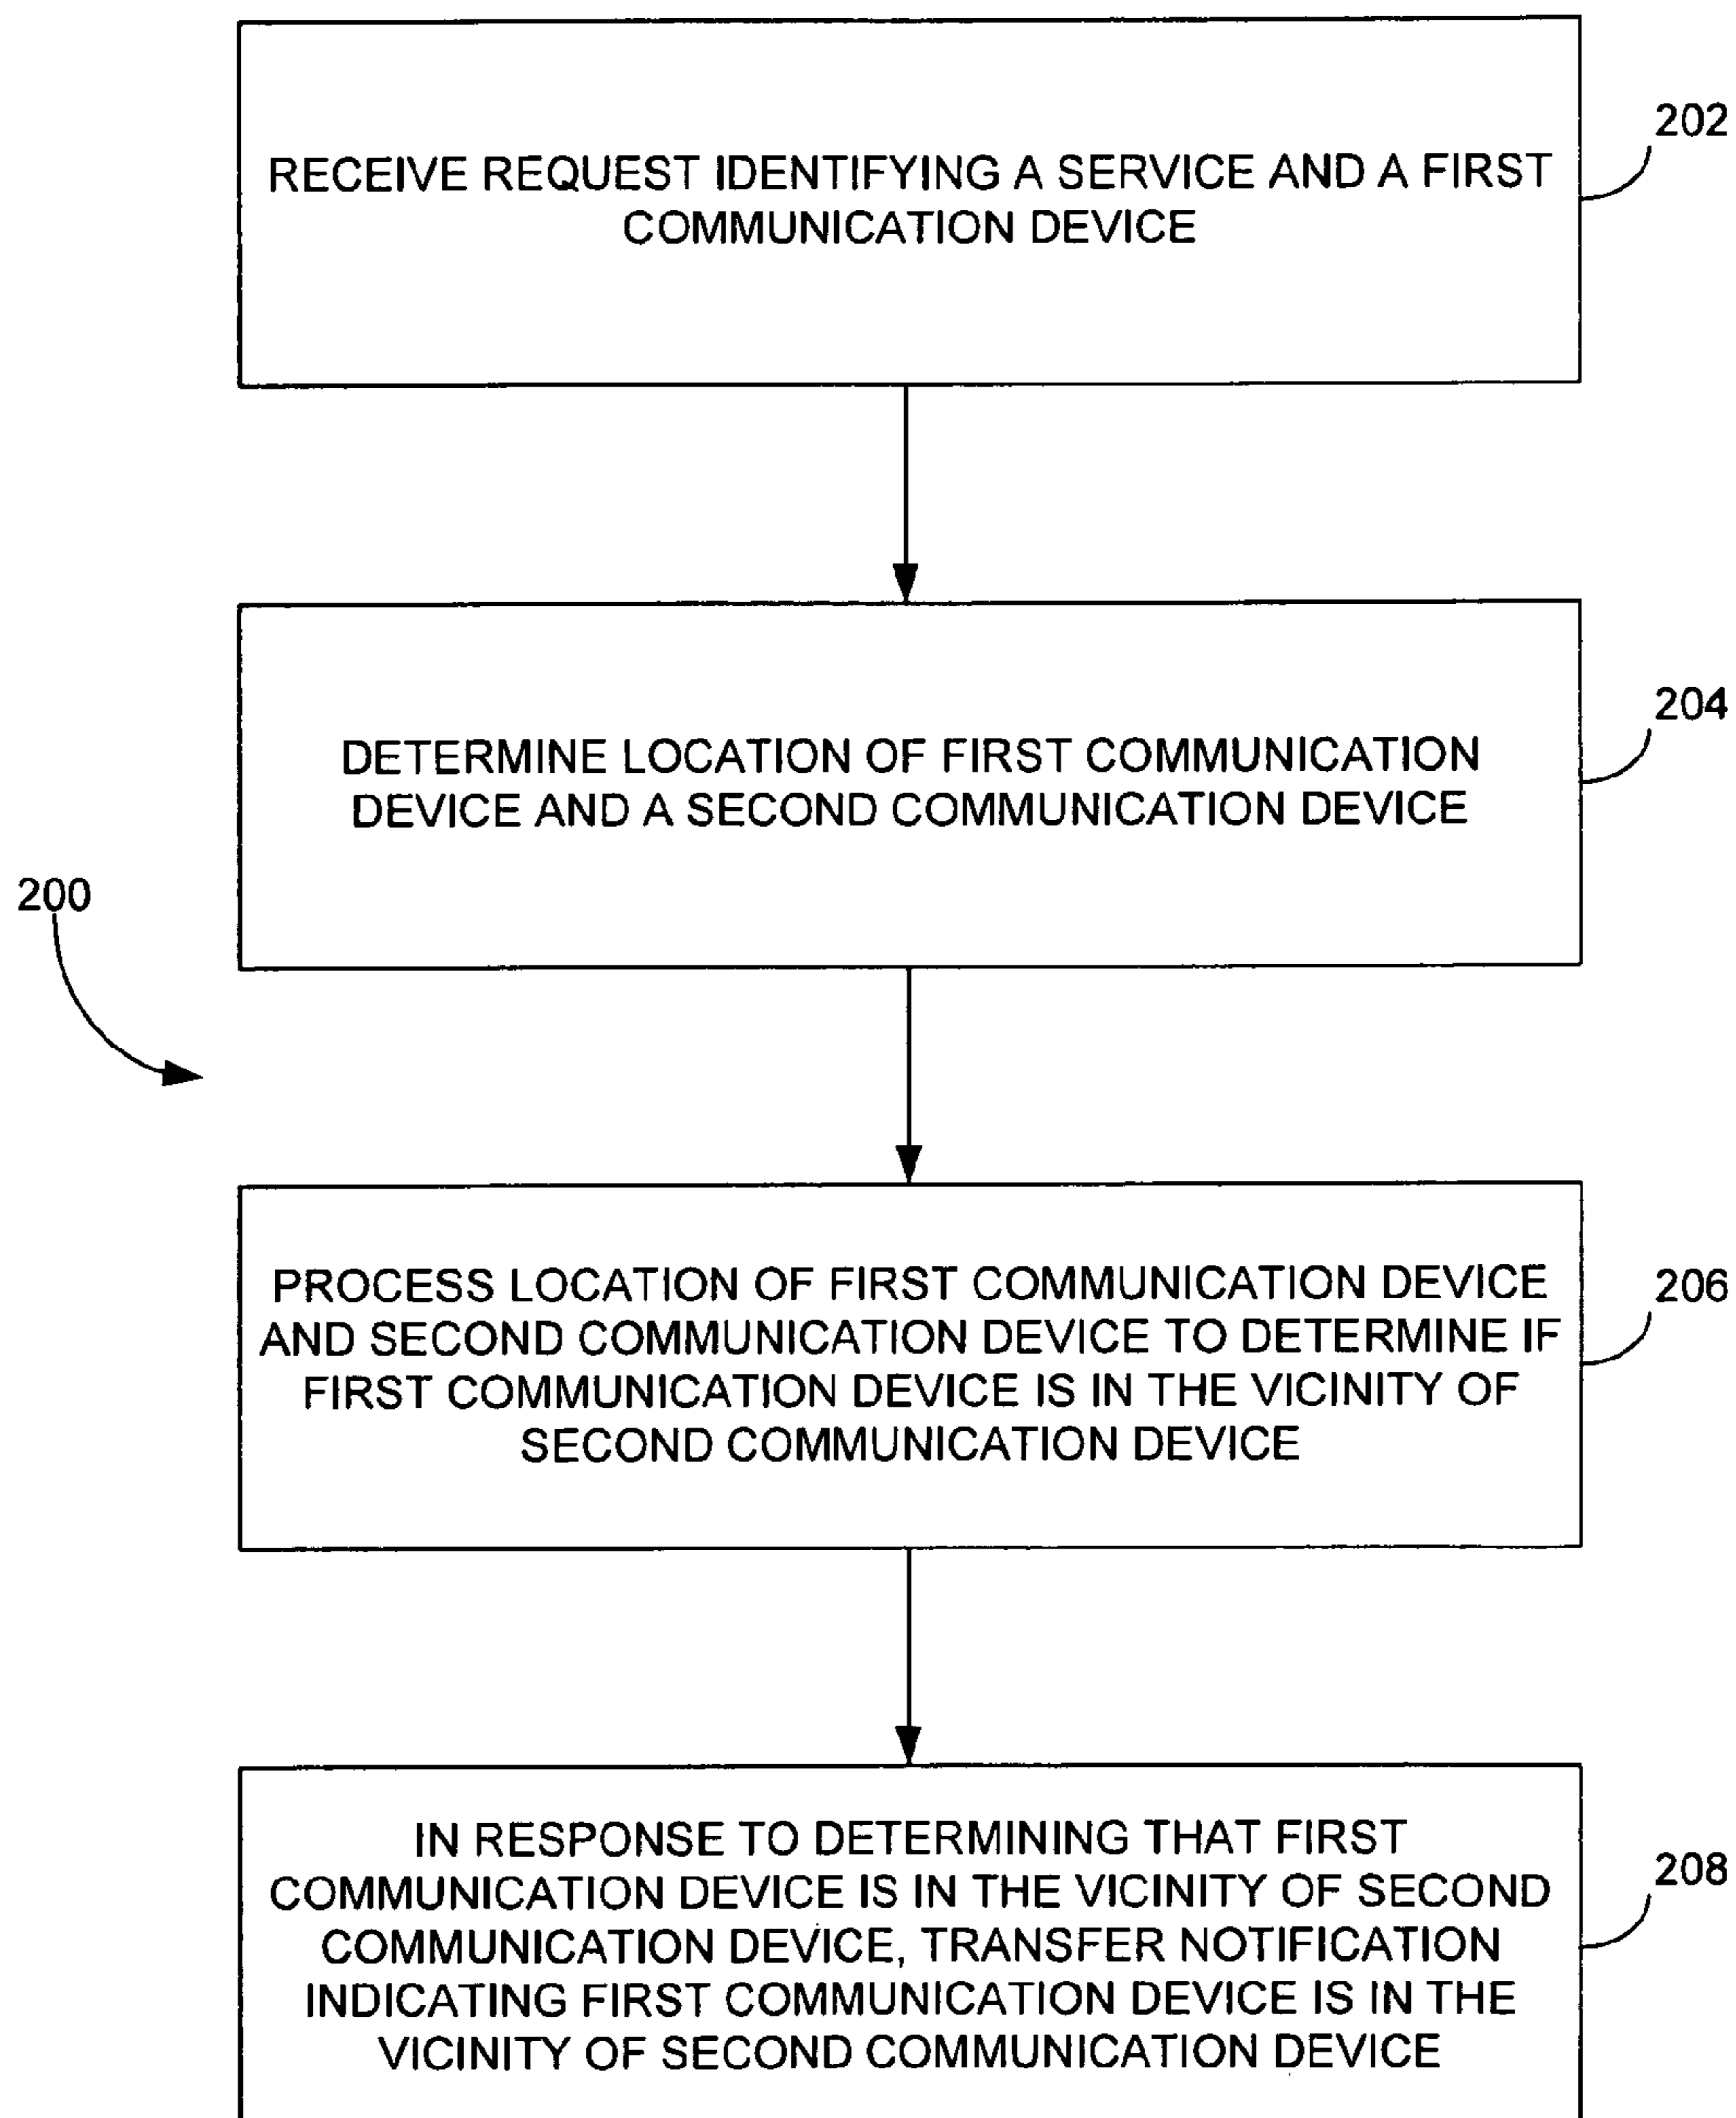 RECEIVE REQUEST IDENTIFYING A SERVICE AND A FIRST
COMMUNICATION DEVICE
202
DETERMINE LOCATION OF FIRST COMMUNICATION
DEVICE AND A SECOND COMMUNICATION DEVICE
204
200
PROCESS LOCATION OF FIRST COMMUNICATION DEVICE
AND SECOND COMMUNICATION DEVICE TO DETERMINE IF
FIRST COMMUNICATION DEVICE IS IN THE VICINITY OF
SECOND COMMUNICATION DEVICE
206
IN RESPONSE TO DETERMINING THAT FIRST
COMMUNICATION DEVICE IS IN THE VICINITY OF SECOND
COMMUNICATION DEVICE, TRANSFER NOTIFICATION
INDICATING FIRST COMMUNICATION DEVICE IS IN THE
VICINITY OF SECOND COMMUNICATION DEVICE
208